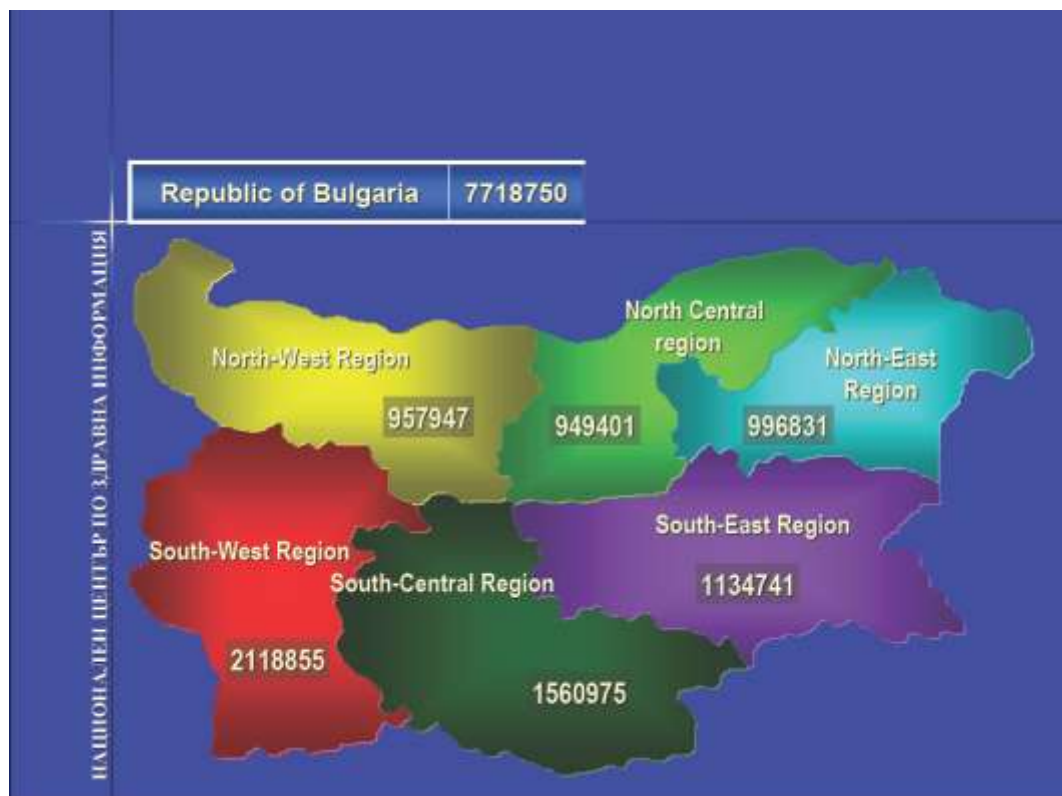 Republic of Bulgaria 7718750
НАЦИОНАЛЕН ЦЕНТЪР ПО ЗДРАВНА ИНФОРМАЦИЯ
North Central
region
North-West Region
North-East
Region
957947
949401
996831
South-East Region
South-West Region
South-Central Region
1134741
2118855
1560975